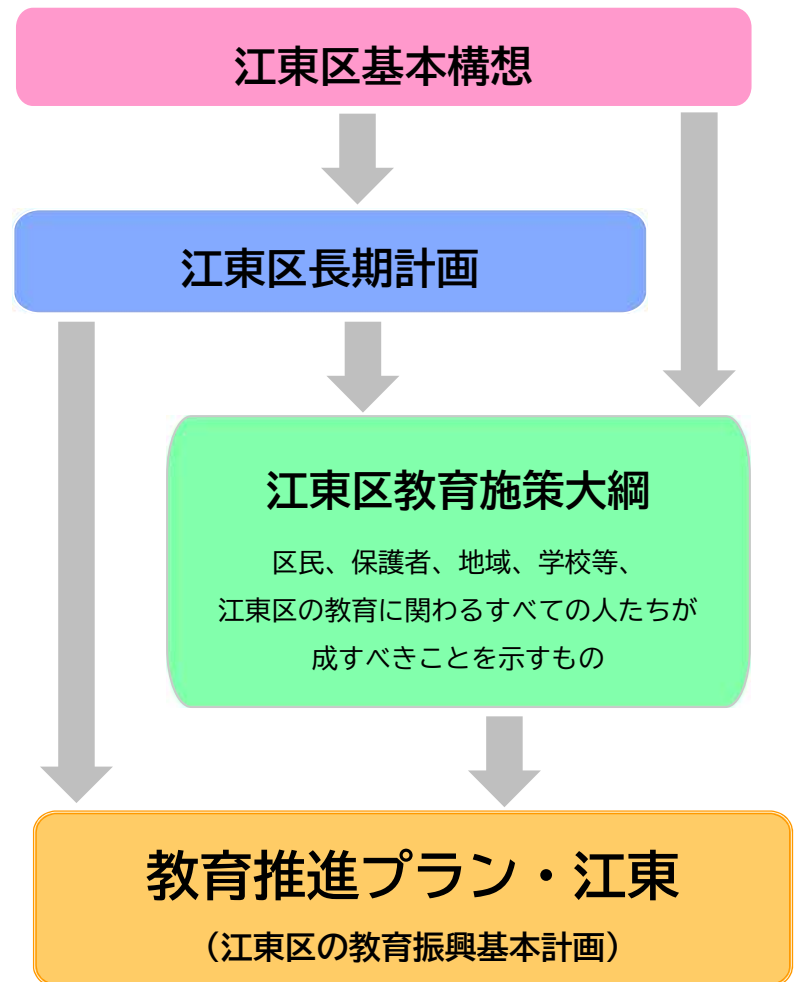 江東区基本構想
江東区長期計画
江東区教育施策大綱
区民、保護者、地域、学校等、
江東区の教育に関わるすべての人たちが
成すべきことを示すもの
教育推進プラン・江東
（江東区の教育振興基本計画）